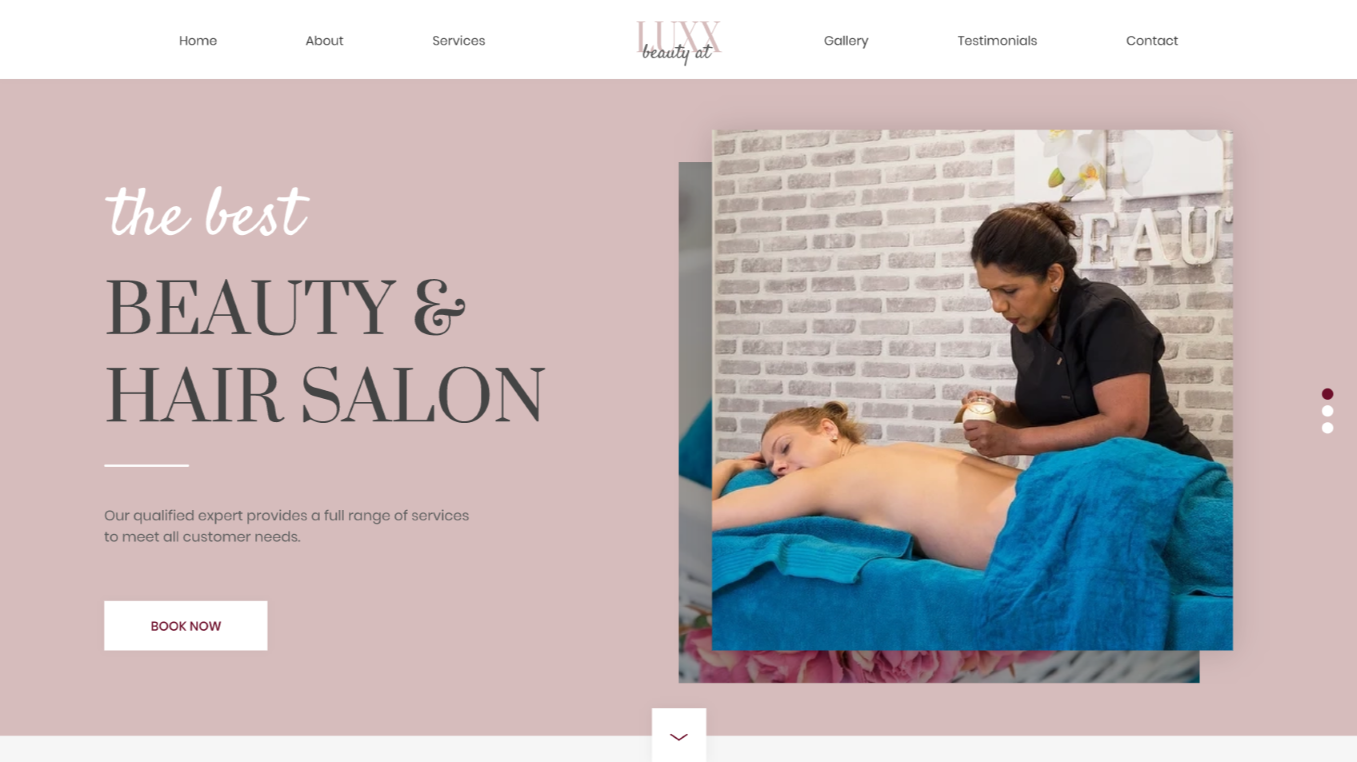 Home
About
Services
LUXX
beauty at
Gallery
Testimonials
Contact
the best
BEAUTY &
HAIR SALON
EAU
Our qualified expert provides a full range of services
to meet all customer needs.
BOOK NOW